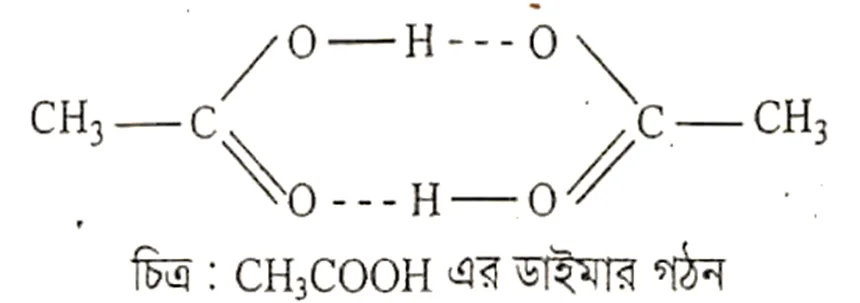 O — H --- O
CH₃ — C C — CH₃
O --- H — O
চিত্র : CH₃COOH এর ডাইমার গঠন